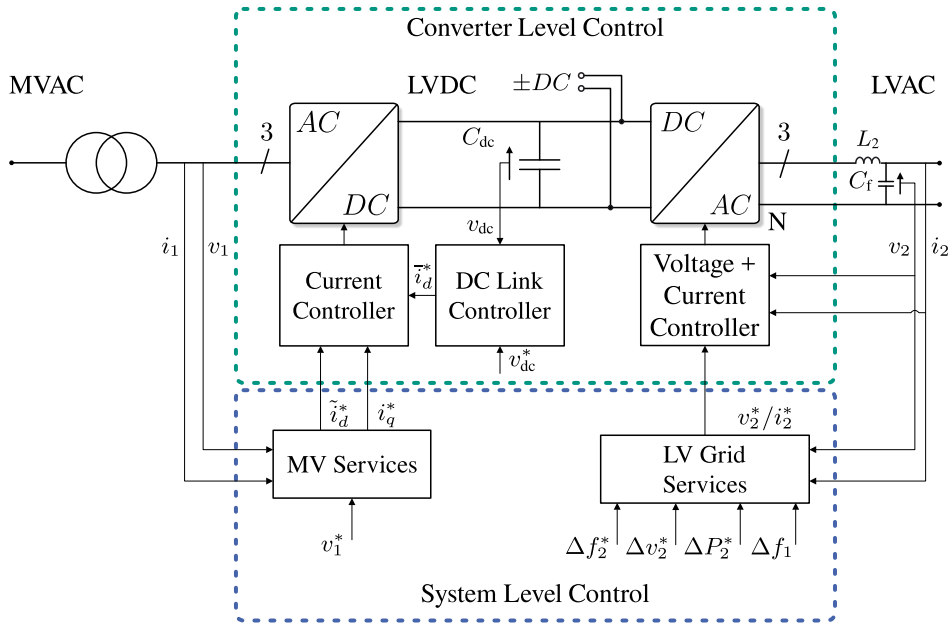 Converter Level Control
MVAC
LVDC
±DC
LVAC
3
AC
DC
C_dc
DC
AC
3
L_2
C_f
N
i_1
v_1
v_dc
v_2
i_2
Current
Controller
ī_d^*
DC Link
Controller
Voltage +
Current
Controller
v_dc^*
ĩ_d^*
i_q^*
v_2^*/i_2^*
MV Services
LV Grid
Services
v_1^*
Δf_2^*
Δv_2^*
ΔP_2^*
Δf_1
System Level Control